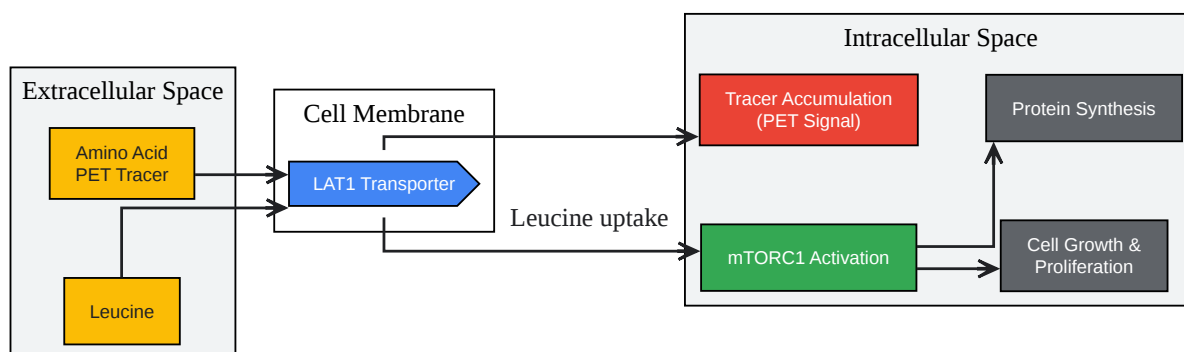 Extracellular Space
Amino Acid
PET Tracer
Leucine
Cell Membrane
LAT1 Transporter
Leucine uptake
Intracellular Space
Tracer Accumulation
(PET Signal)
Protein Synthesis
mTORC1 Activation
Cell Growth &
Proliferation